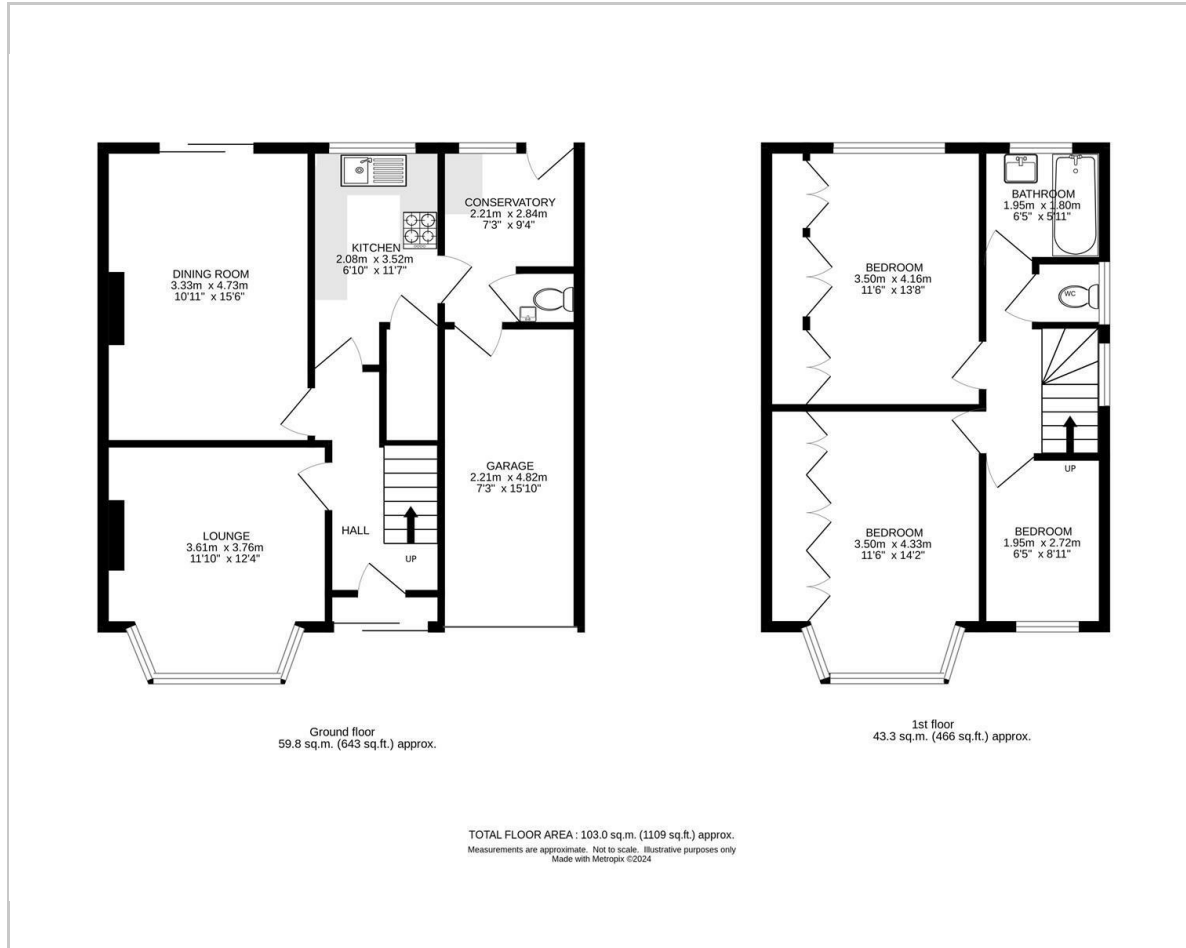 CONSERVATORY
2.21m x 2.84m
7'3" x 9'4"
KITCHEN
2.08m x 3.52m
6'10" x 11'7"
DINING ROOM
3.33m x 4.73m
10'11" x 15'6"
GARAGE
2.21m x 4.82m
7'3" x 15'10"
LOUNGE
3.61m x 3.76m
11'10" x 12'4"
HALL
UP
Ground floor
59.8 sq.m. (643 sq.ft.) approx.
BATHROOM
1.95m x 1.80m
6'5" x 5'11"
BEDROOM
3.50m x 4.16m
11'6" x 13'8"
WC
UP
BEDROOM
3.50m x 4.33m
11'6" x 14'2"
BEDROOM
1.95m x 2.72m
6'5" x 8'11"
1st floor
43.3 sq.m. (466 sq.ft.) approx.
TOTAL FLOOR AREA : 103.0 sq.m. (1109 sq.ft.) approx.
Measurements are approximate. Not to scale. Illustrative purposes only
Made with Metropix ©2024